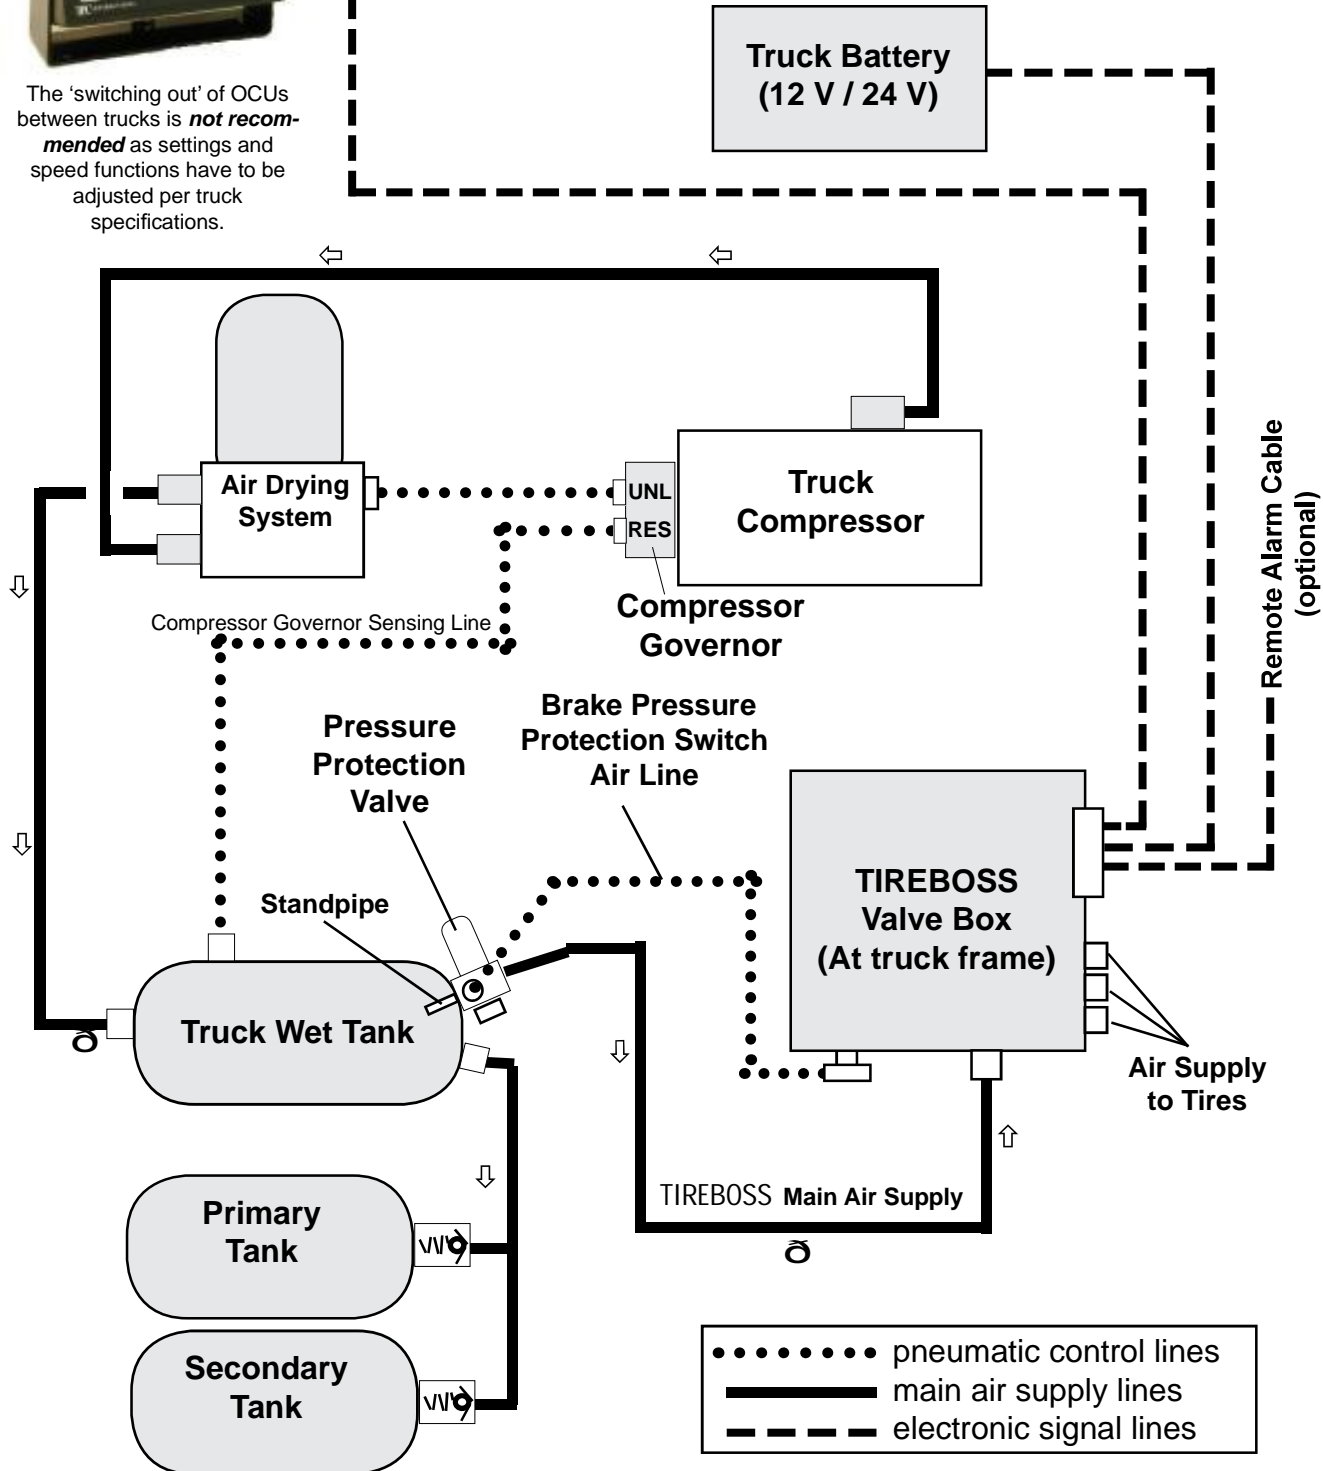 Truck Battery
(12 V / 24 V)
The ‘switching out’ of OCUs
between trucks is not recom-
mended as settings and
speed functions have to be
adjusted per truck
specifications.
Air Drying
System
UNL
RES
Truck
Compressor
Compressor
Governor
Compressor Governor Sensing Line
Remote Alarm Cable
(optional)
Pressure
Protection
Valve
Brake Pressure
Protection Switch
Air Line
Standpipe
TIREBOSS
Valve Box
(At truck frame)
Truck Wet Tank
Air Supply
to Tires
TIREBOSS Main Air Supply
Primary
Tank
Secondary
Tank
pneumatic control lines
main air supply lines
electronic signal lines